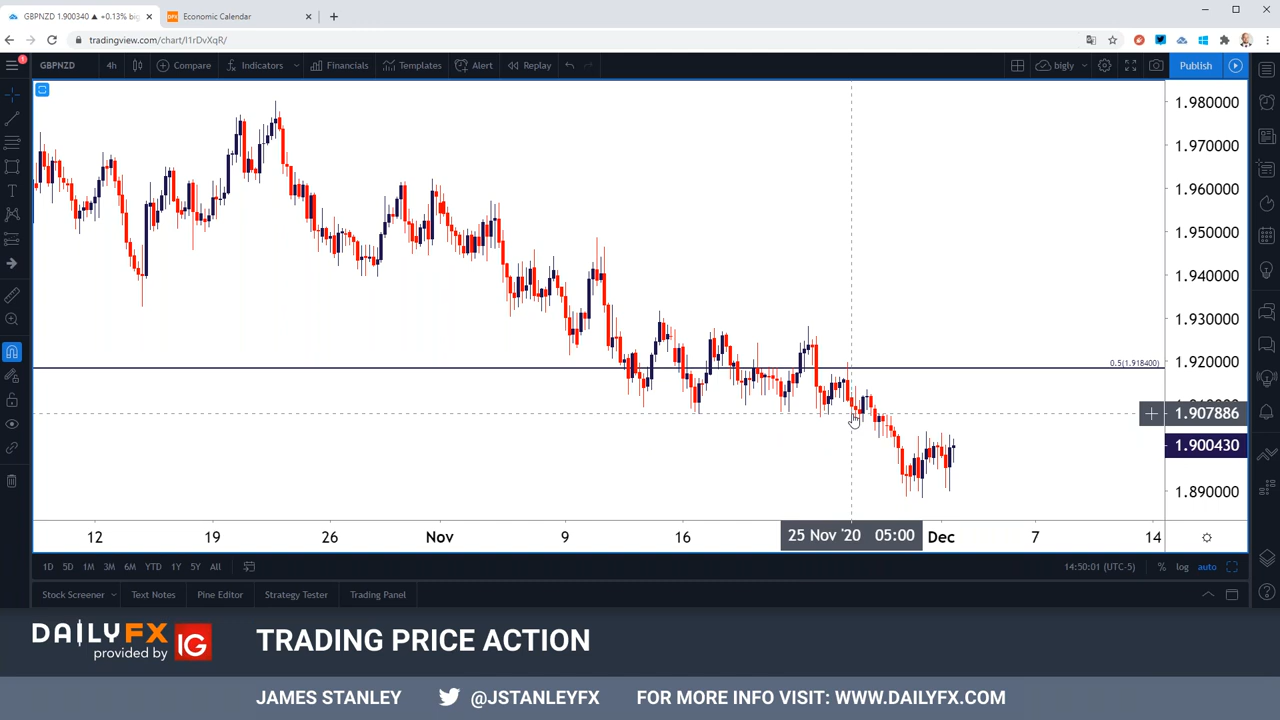 GBPNZD 1.900340 ▲ +0.13% big
Economic Calendar
tradingview.com/chart/I1rDvXqR/
GBPNZD 4h Compare Indicators Financials Templates Alert Replay bigly Publish
1.980000
1.970000
1.960000
1.950000
1.940000
1.930000
1.920000
0.5(1.918400)
1.907886
1.900430
1.890000
12 19 26 Nov 9 16 25 Nov '20 05:00 Dec 7 14
1D 5D 1M 3M 6M YTD 1Y 5Y All 14:50:01 (UTC-5) % log auto
Stock Screener Text Notes Pine Editor Strategy Tester Trading Panel
DAILYFX
provided by IG
TRADING PRICE ACTION
JAMES STANLEY @JSTANLEYFX FOR MORE INFO VISIT: WWW.DAILYFX.COM